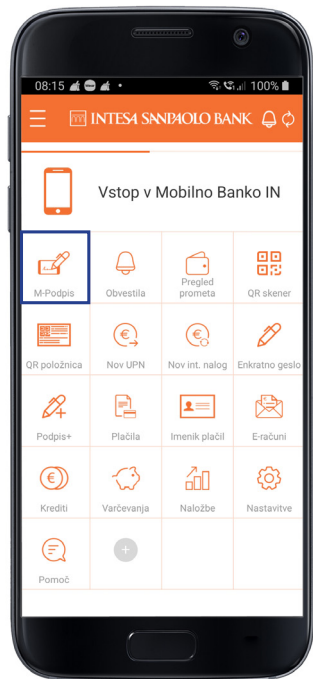 08:15 100%
INTESA SANPAOLO BANK
Vstop v Mobilno Banko IN
M-Podpis Obvestila Pregled prometa QR skener
QR položnica Nov UPN Nov int. nalog Enkratno geslo
Podpis+ Plačila Imenik plačil E-računi
Krediti Varčevanja Naložbe Nastavitve
Pomoč